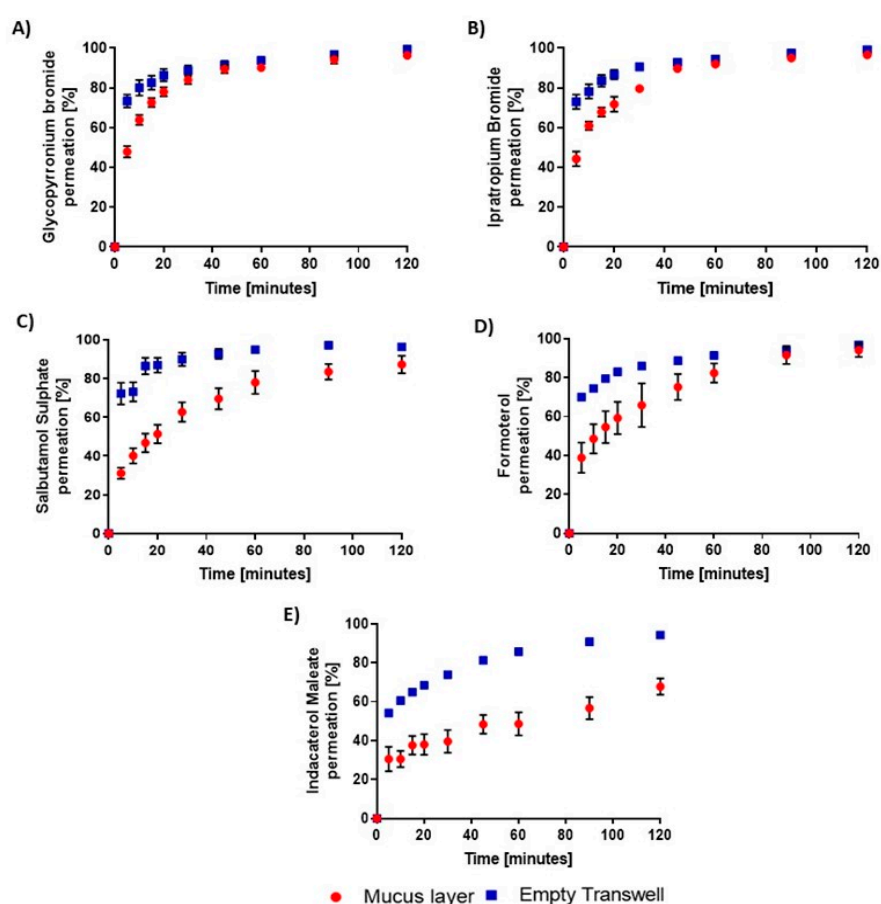 A)
Glycopyrronium bromide
permeation [%]
100
80
60
40
20
0
0 20 40 60 80 100 120
Time [minutes]
B)
Ipratropium Bromide
permeation [%]
100
80
60
40
20
0
0 20 40 60 80 100 120
Time [minutes]
C)
Salbutamol Sulphate
permeation [%]
100
80
60
40
20
0
0 20 40 60 80 100 120
Time [minutes]
D)
Formoterol
permeation [%]
100
80
60
40
20
0
0 20 40 60 80 100 120
Time [minutes]
E)
Indacaterol Maleate
permeation [%]
100
80
60
40
20
0
0 20 40 60 80 100 120
Time [minutes]
Mucus layer Empty Transwell